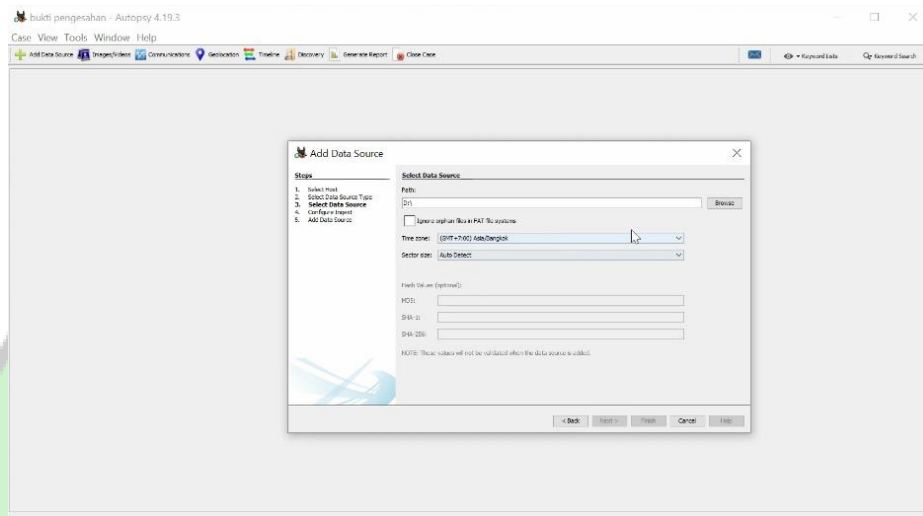 bukti pengesahan - Autopsy 4.19.3
Case View Tools Window Help
Add Data Source Images/Videos Communications Geolocation Timeline Discovery Generate Report Close Case Keyword Lists Keyword Search
Add Data Source
Steps
1. Select Host
2. Select Data Source Type
3. Select Data Source
4. Configure Ingest
5. Add Data Source
Select Data Source
Path:
D:\
Browse
Ignore orphan files in FAT file systems
Time zone: (GMT+7:00) Asia/Bangkok
Sector size: Auto Detect
Hash Values (optional):
MD5:
SHA-1:
SHA-256:
NOTE: These values will not be validated when the data source is added.
< Back Next > Finish Cancel Help